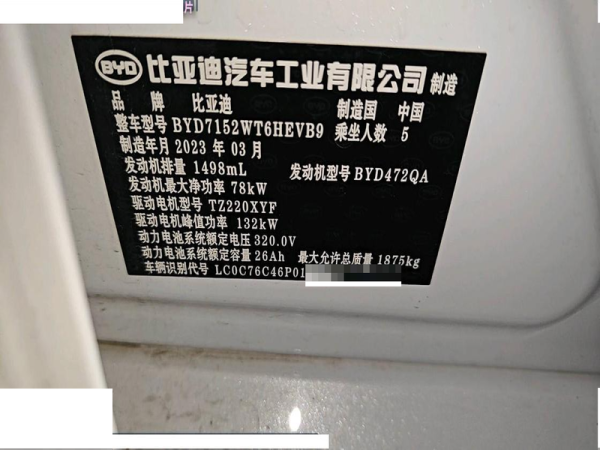 片
BYD 比亚迪汽车工业有限公司 制造
品 牌 比亚迪 制造国 中国
整车型号 BYD7152WT6HEVB9 乘坐人数 5
制造年月 2023 年 03 月
发动机排量 1498mL 发动机型号 BYD472QA
发动机最大净功率 78kW
驱动电机型号 TZ220XYF
驱动电机峰值功率 132kW
动力电池系统额定电压 320.0V
动力电池系统额定容量 26Ah 最大允许总质量 1875kg
车辆识别代号 LC0C76C46P01